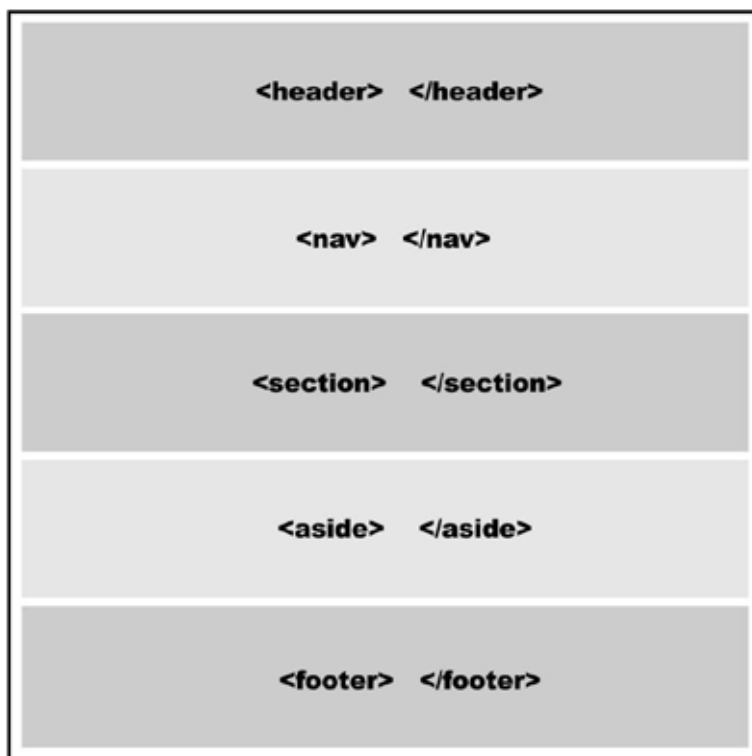 <header> </header>
<nav> </nav>
<section> </section>
<aside> </aside>
<footer> </footer>